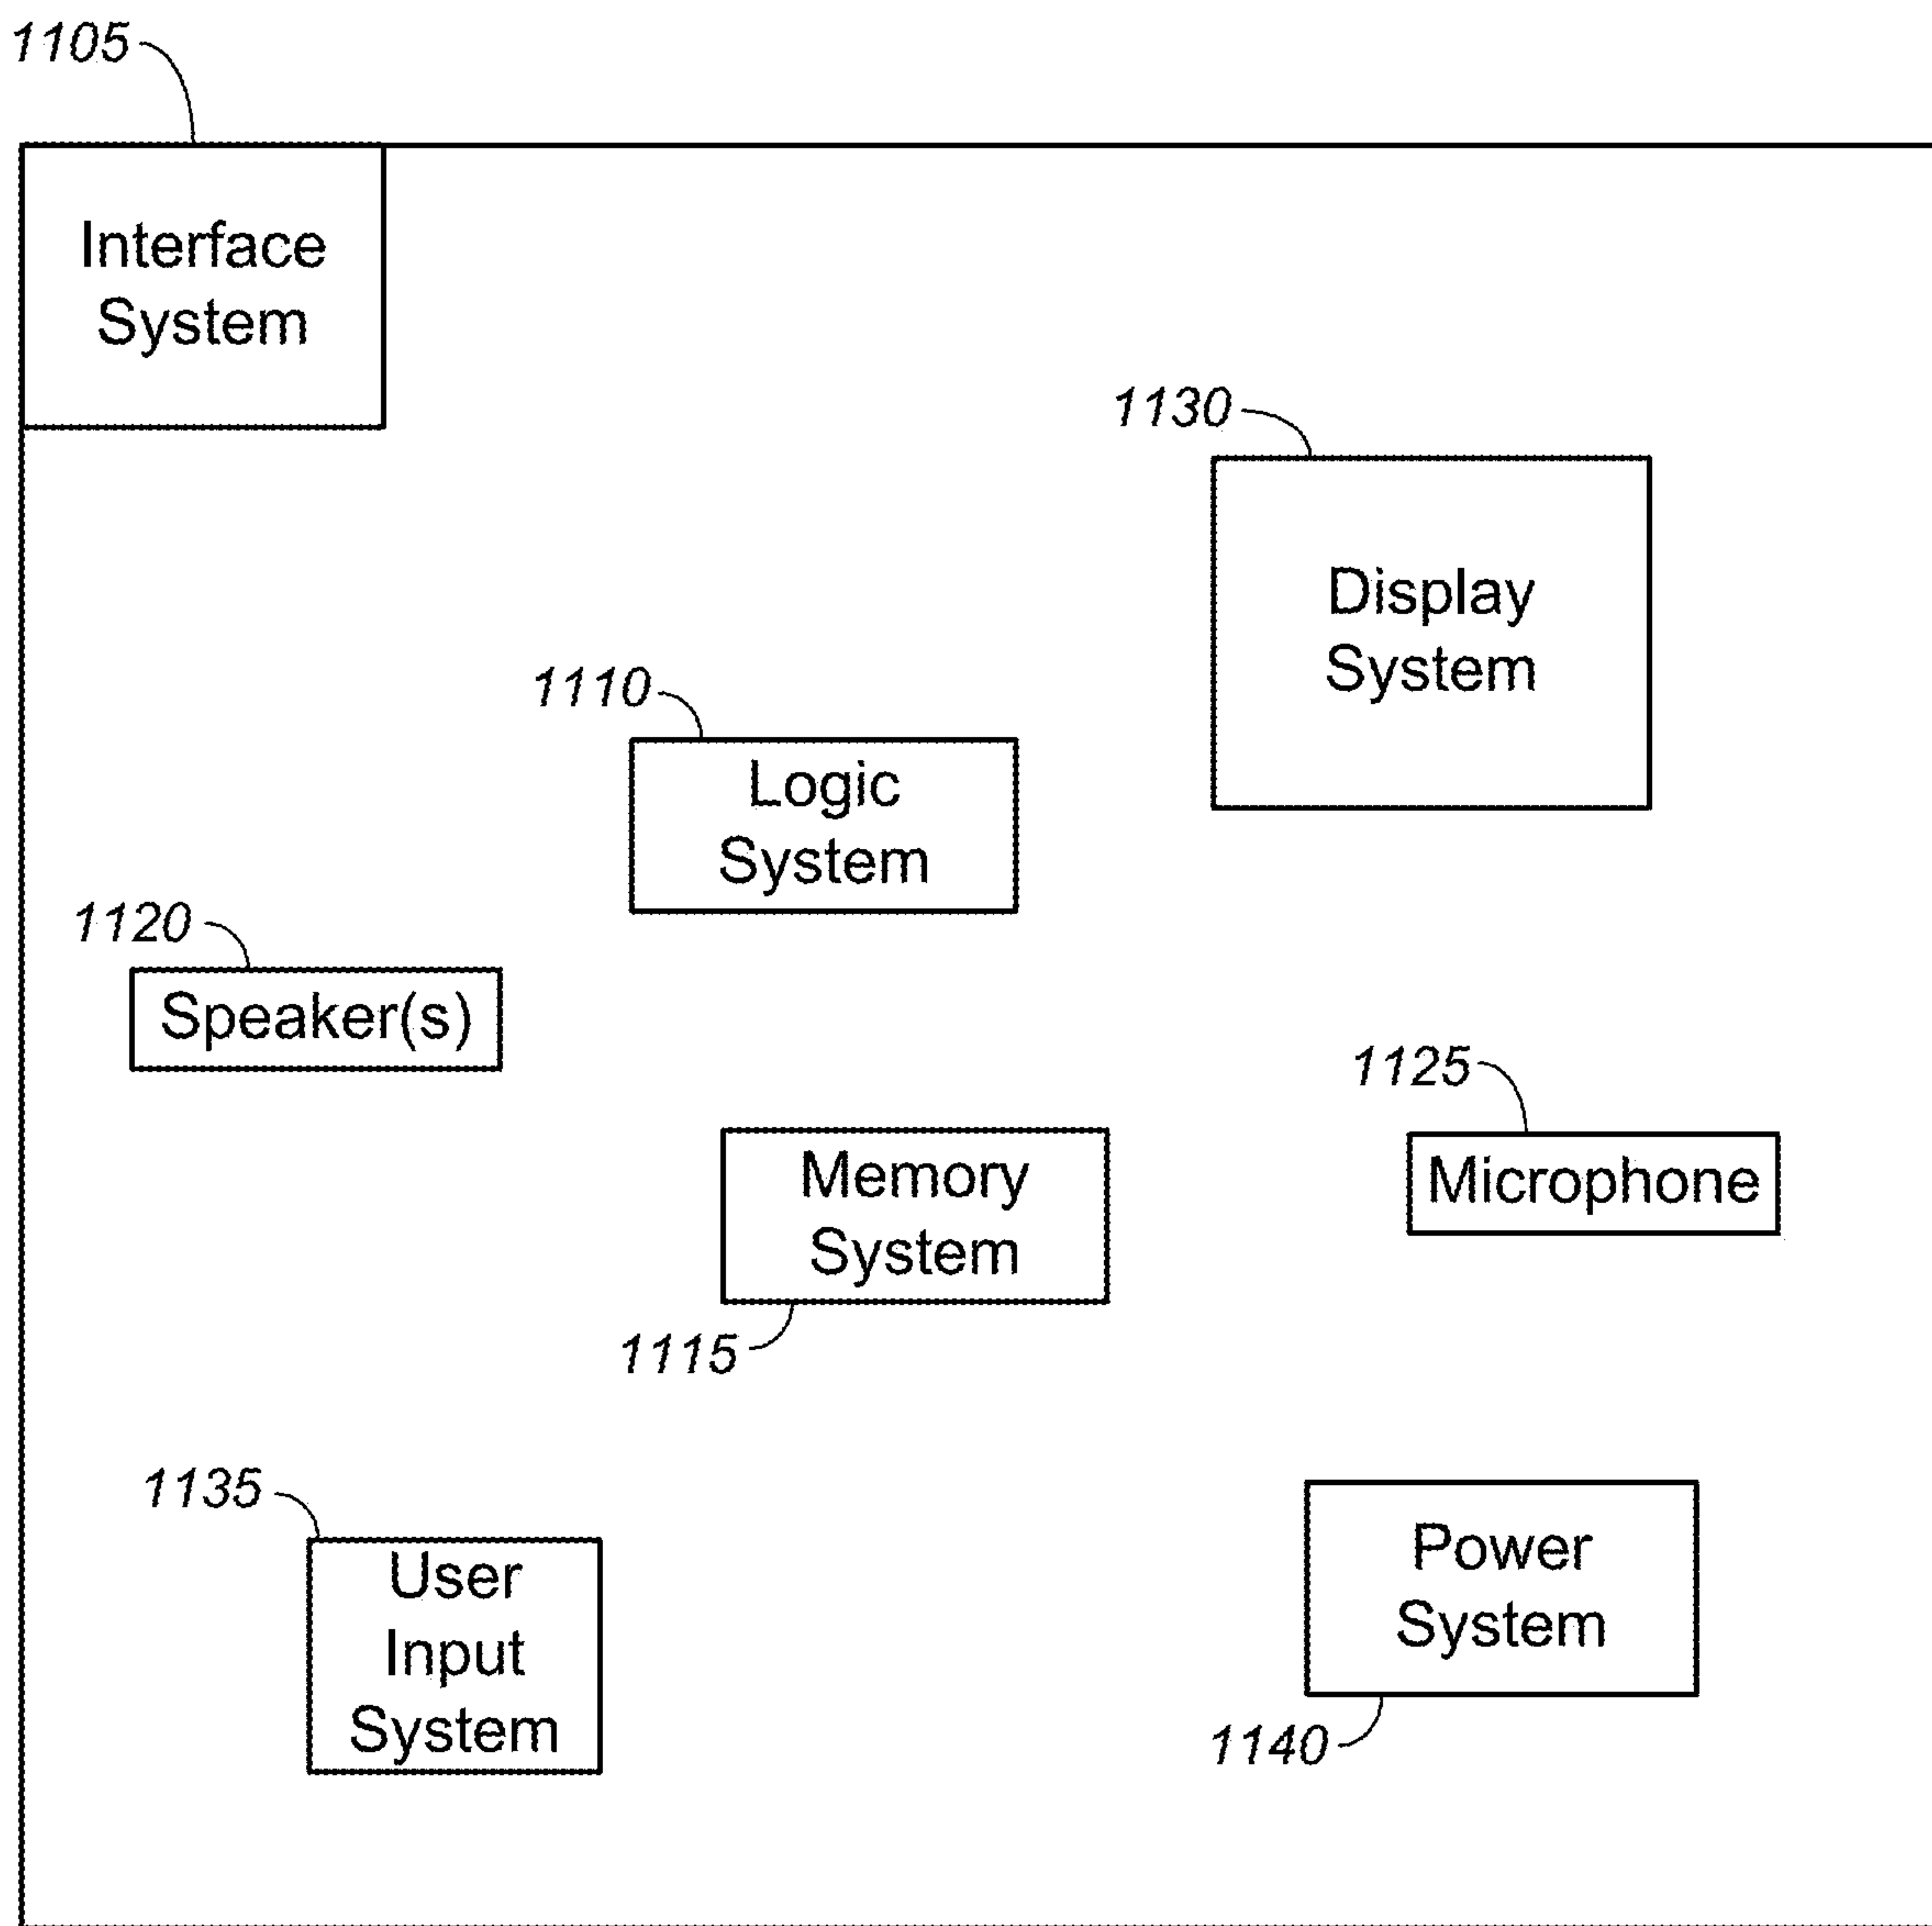 1105
Interface
System
1130
Display
System
1110
Logic
System
1120
Speaker(s)
1125
Microphone
Memory
System
1115
1135
User
Input
System
Power
System
1140